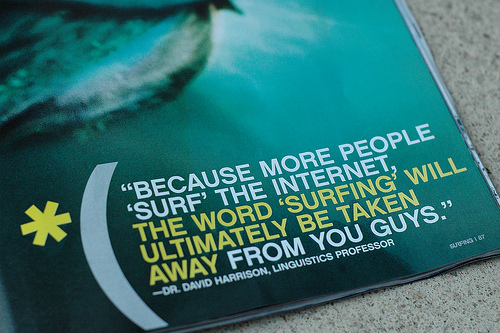 * ( "BECAUSE MORE PEOPLE
'SURF' THE INTERNET,
THE WORD 'SURFING' WILL
ULTIMATELY BE TAKEN
AWAY FROM YOU GUYS."
—DR. DAVID HARRISON, LINGUISTICS PROFESSOR
SURFING | 87